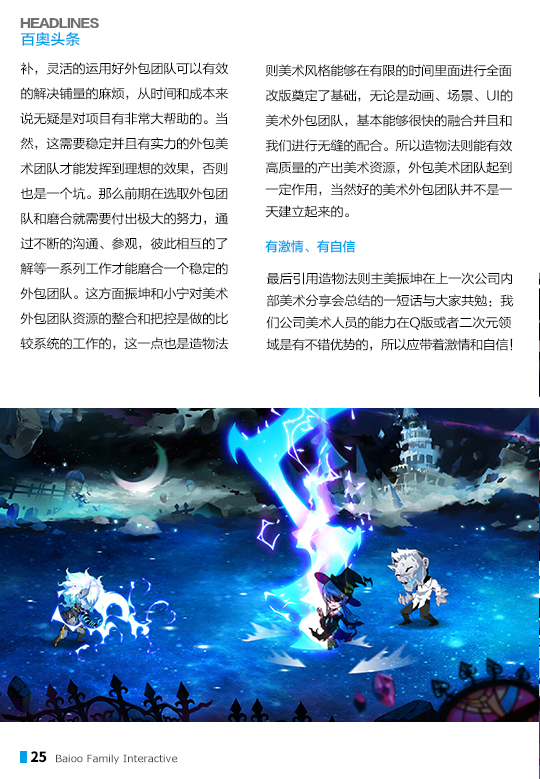 HEADLINES
百奥头条
补，灵活的运用好外包团队可以有效
的解决铺量的麻烦，从时间和成本来
说无疑是对项目有非常大帮助的。当
然，这需要稳定并且有实力的外包美
术团队才能发挥到理想的效果，否则
也是一个坑。那么前期在选取外包团
队和磨合就需要付出极大的努力，通
过不断的沟通、参观，彼此相互的了
解等一系列工作才能磨合一个稳定的
外包团队。这方面振坤和小宁对美术
外包团队资源的整合和把控是做的比
较系统的工作的，这一点也是造物法
则美术风格能够在有限的时间里面进行全面
改版奠定了基础，无论是动画、场景、UI的
美术外包团队，基本能够很快的融合并且和
我们进行无缝的配合。所以造物法则能有效
高质量的产出美术资源，外包美术团队起到
一定作用，当然好的美术外包团队并不是一
天建立起来的。
有激情、有自信
最后引用造物法则主美振坤在上一次公司内
部美术分享会总结的一短话与大家共勉；我
们公司美术人员的能力在Q版或者二次元领
域是有不错优势的，所以应带着激情和自信！
25 Baioo Family Interactive